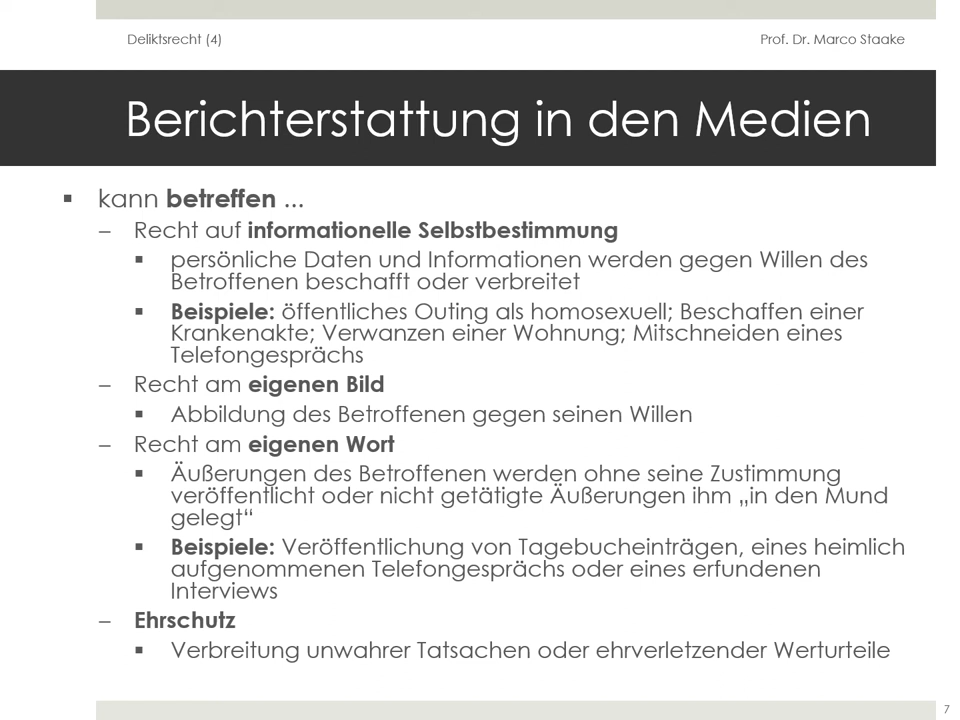 Deliktsrecht (4)
Prof. Dr. Marco Staake
Berichterstattung in den Medien
▪ kann betreffen ...
– Recht auf informationelle Selbstbestimmung
▪ persönliche Daten und Informationen werden gegen Willen des
Betroffenen beschafft oder verbreitet
▪ Beispiele: öffentliches Outing als homosexuell; Beschaffen einer
Krankenakte; Verwanzen einer Wohnung; Mitschneiden eines
Telefongesprächs
– Recht am eigenen Bild
▪ Abbildung des Betroffenen gegen seinen Willen
– Recht am eigenen Wort
▪ Äußerungen des Betroffenen werden ohne seine Zustimmung
veröffentlicht oder nicht getätigte Äußerungen ihm „in den Mund
gelegt“
▪ Beispiele: Veröffentlichung von Tagebucheinträgen, eines heimlich
aufgenommenen Telefongesprächs oder eines erfundenen
Interviews
– Ehrschutz
▪ Verbreitung unwahrer Tatsachen oder ehrverletzender Werturteile
7